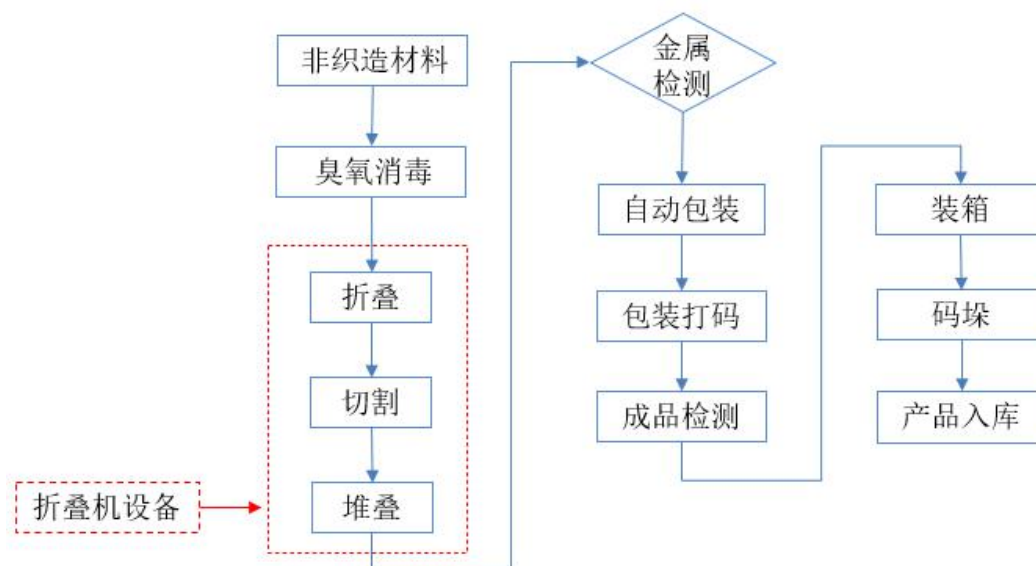 非织造材料
臭氧消毒
折叠
切割
堆叠
折叠机设备
金属
检测
自动包装
包装打码
成品检测
装箱
码垛
产品入库